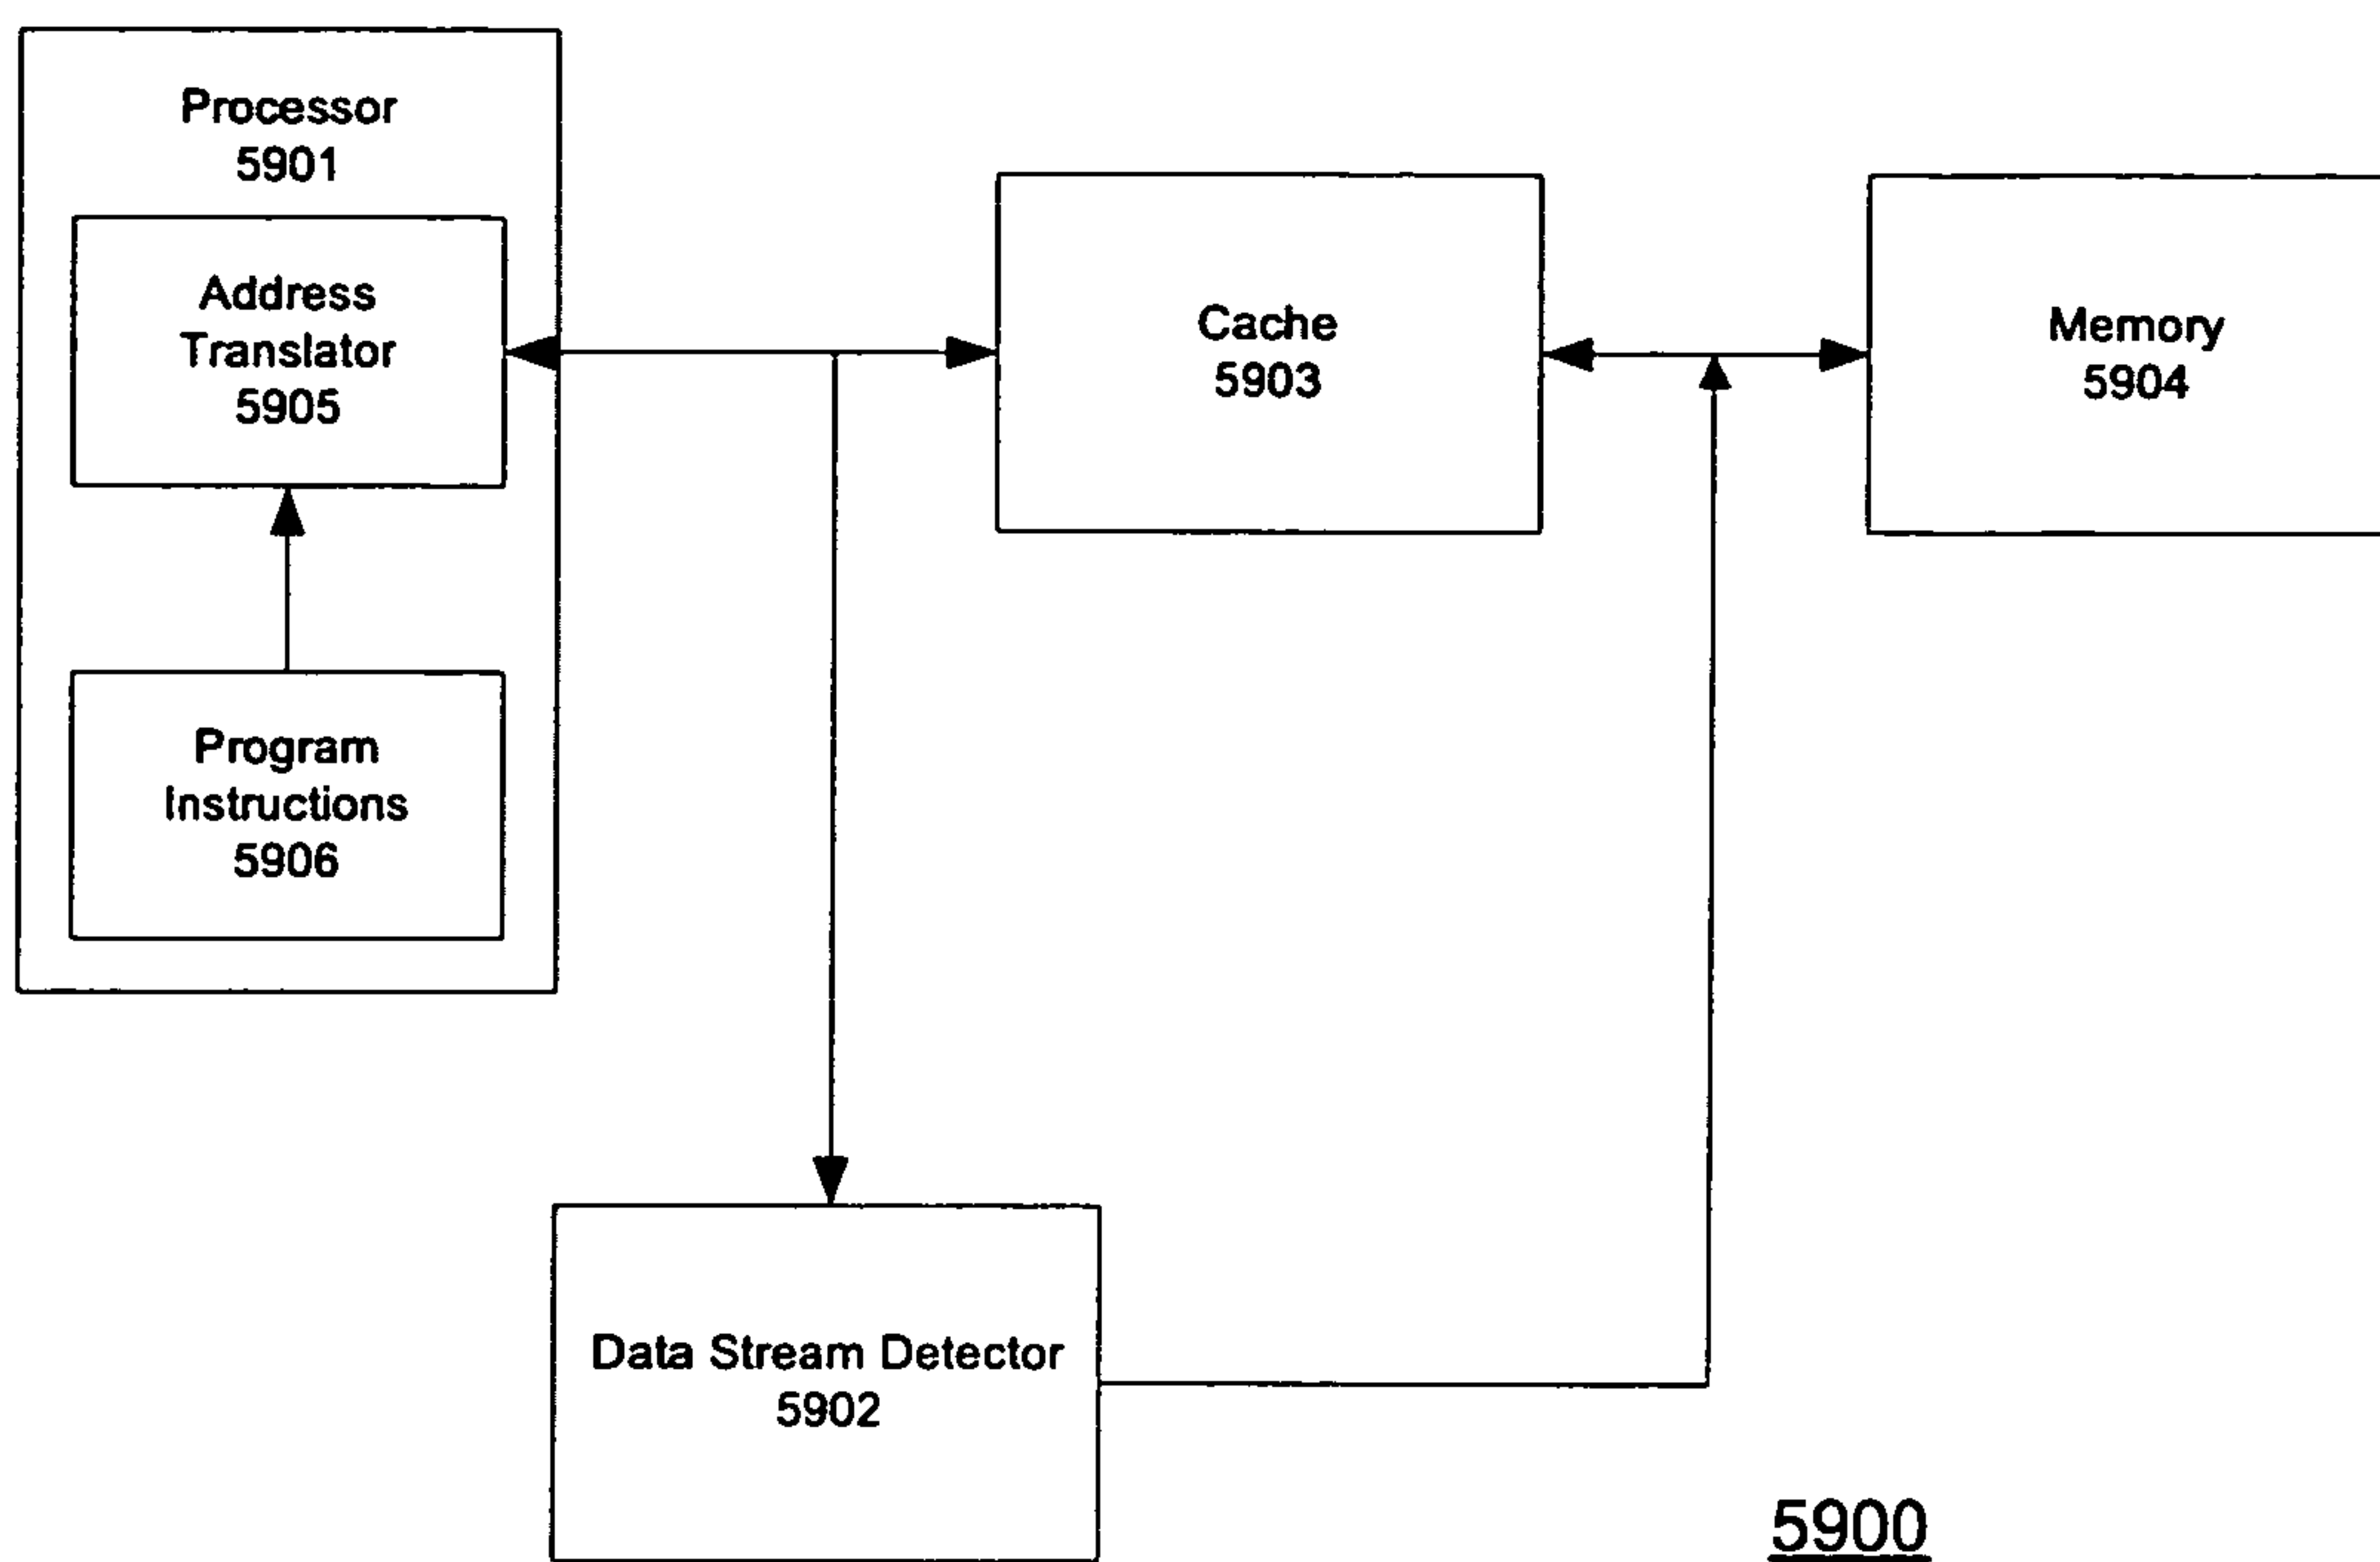 Processor
5901
Address
Translator
5905
Program
Instructions
5906
Cache
5903
Memory
5904
Data Stream Detector
5902
5900